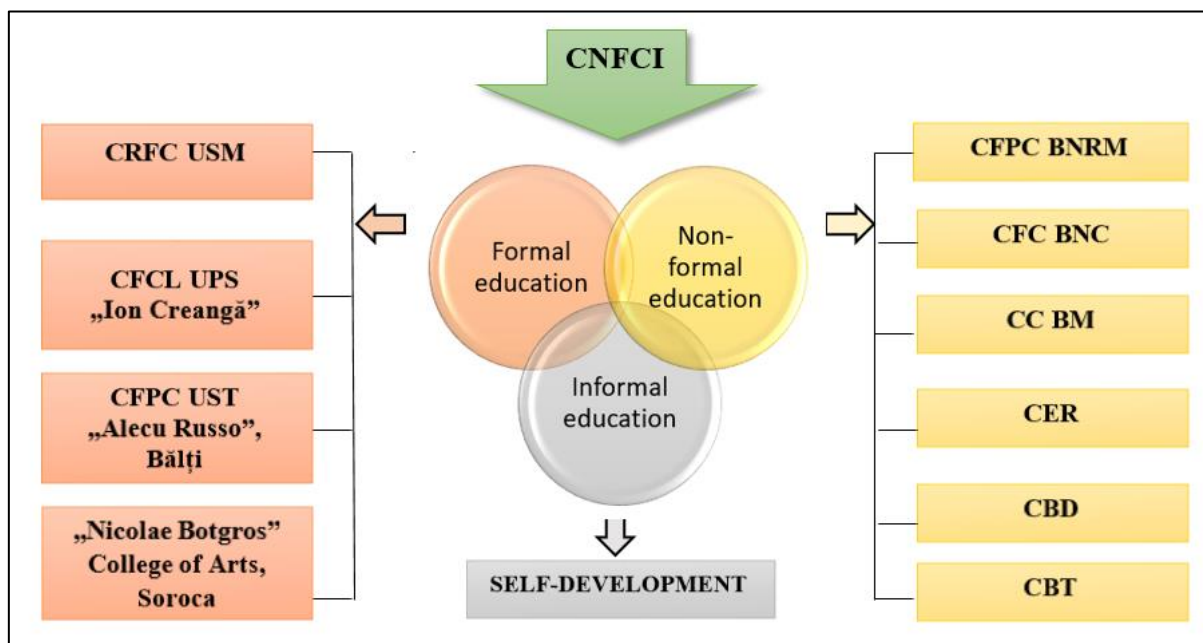 CNFCI
CRFC USM
CFCL UPS
„Ion Creangă”
CFPC UST
„Alecu Russo”,
Bălți
„Nicolae Botgros”
College of Arts,
Soroca
Formal
education
Non-
formal
education
Informal
education
SELF-DEVELOPMENT
CFPC BNRM
CFC BNC
CC BM
CER
CBD
CBT